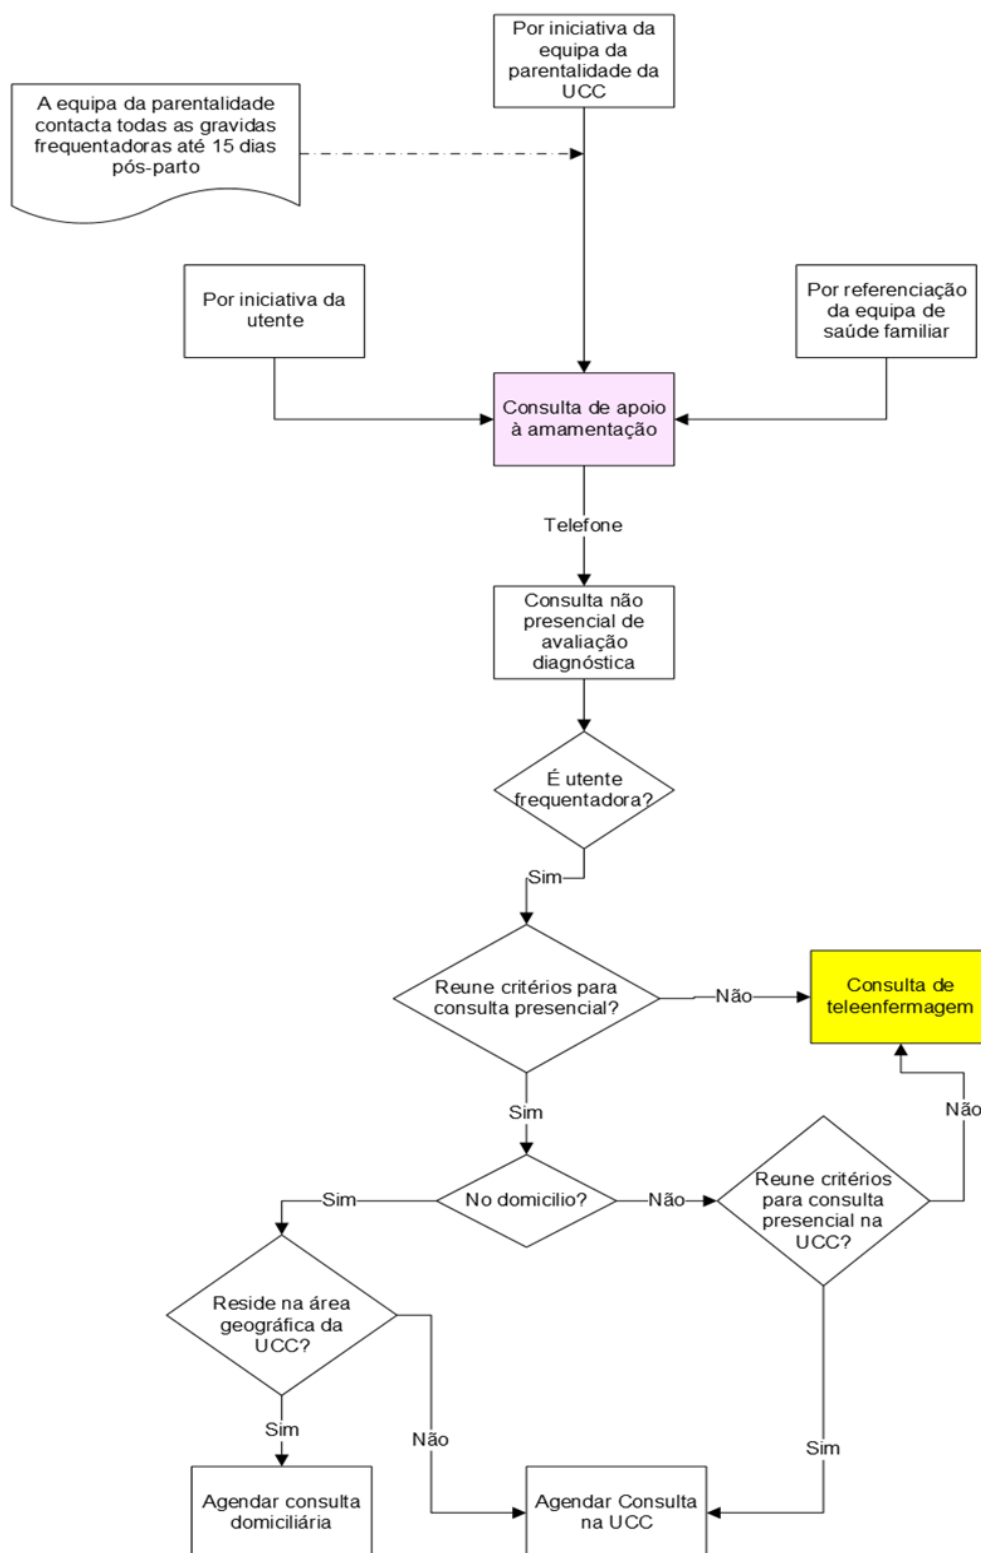 Por iniciativa da
equipa da
parentalidade da
UCC
A equipa da parentalidade
contacta todas as gravidas
frequentadoras até 15 dias
pós-parto
Por iniciativa da
utente
Por referenciação
da equipa de
saúde familiar
Consulta de apoio
à amamentação
Telefone
Consulta não
presencial de
avaliação
diagnóstica
É utente
frequentadora?
Sim
Reune critérios para
consulta presencial?
Não
Consulta de
teleenfermagem
Sim
Não
No domicilio?
Sim
Não
Reune critérios
para consulta
presencial na
UCC?
Reside na área
geográfica da
UCC?
Sim
Não
Sim
Agendar consulta
domiciliária
Agendar Consulta
na UCC